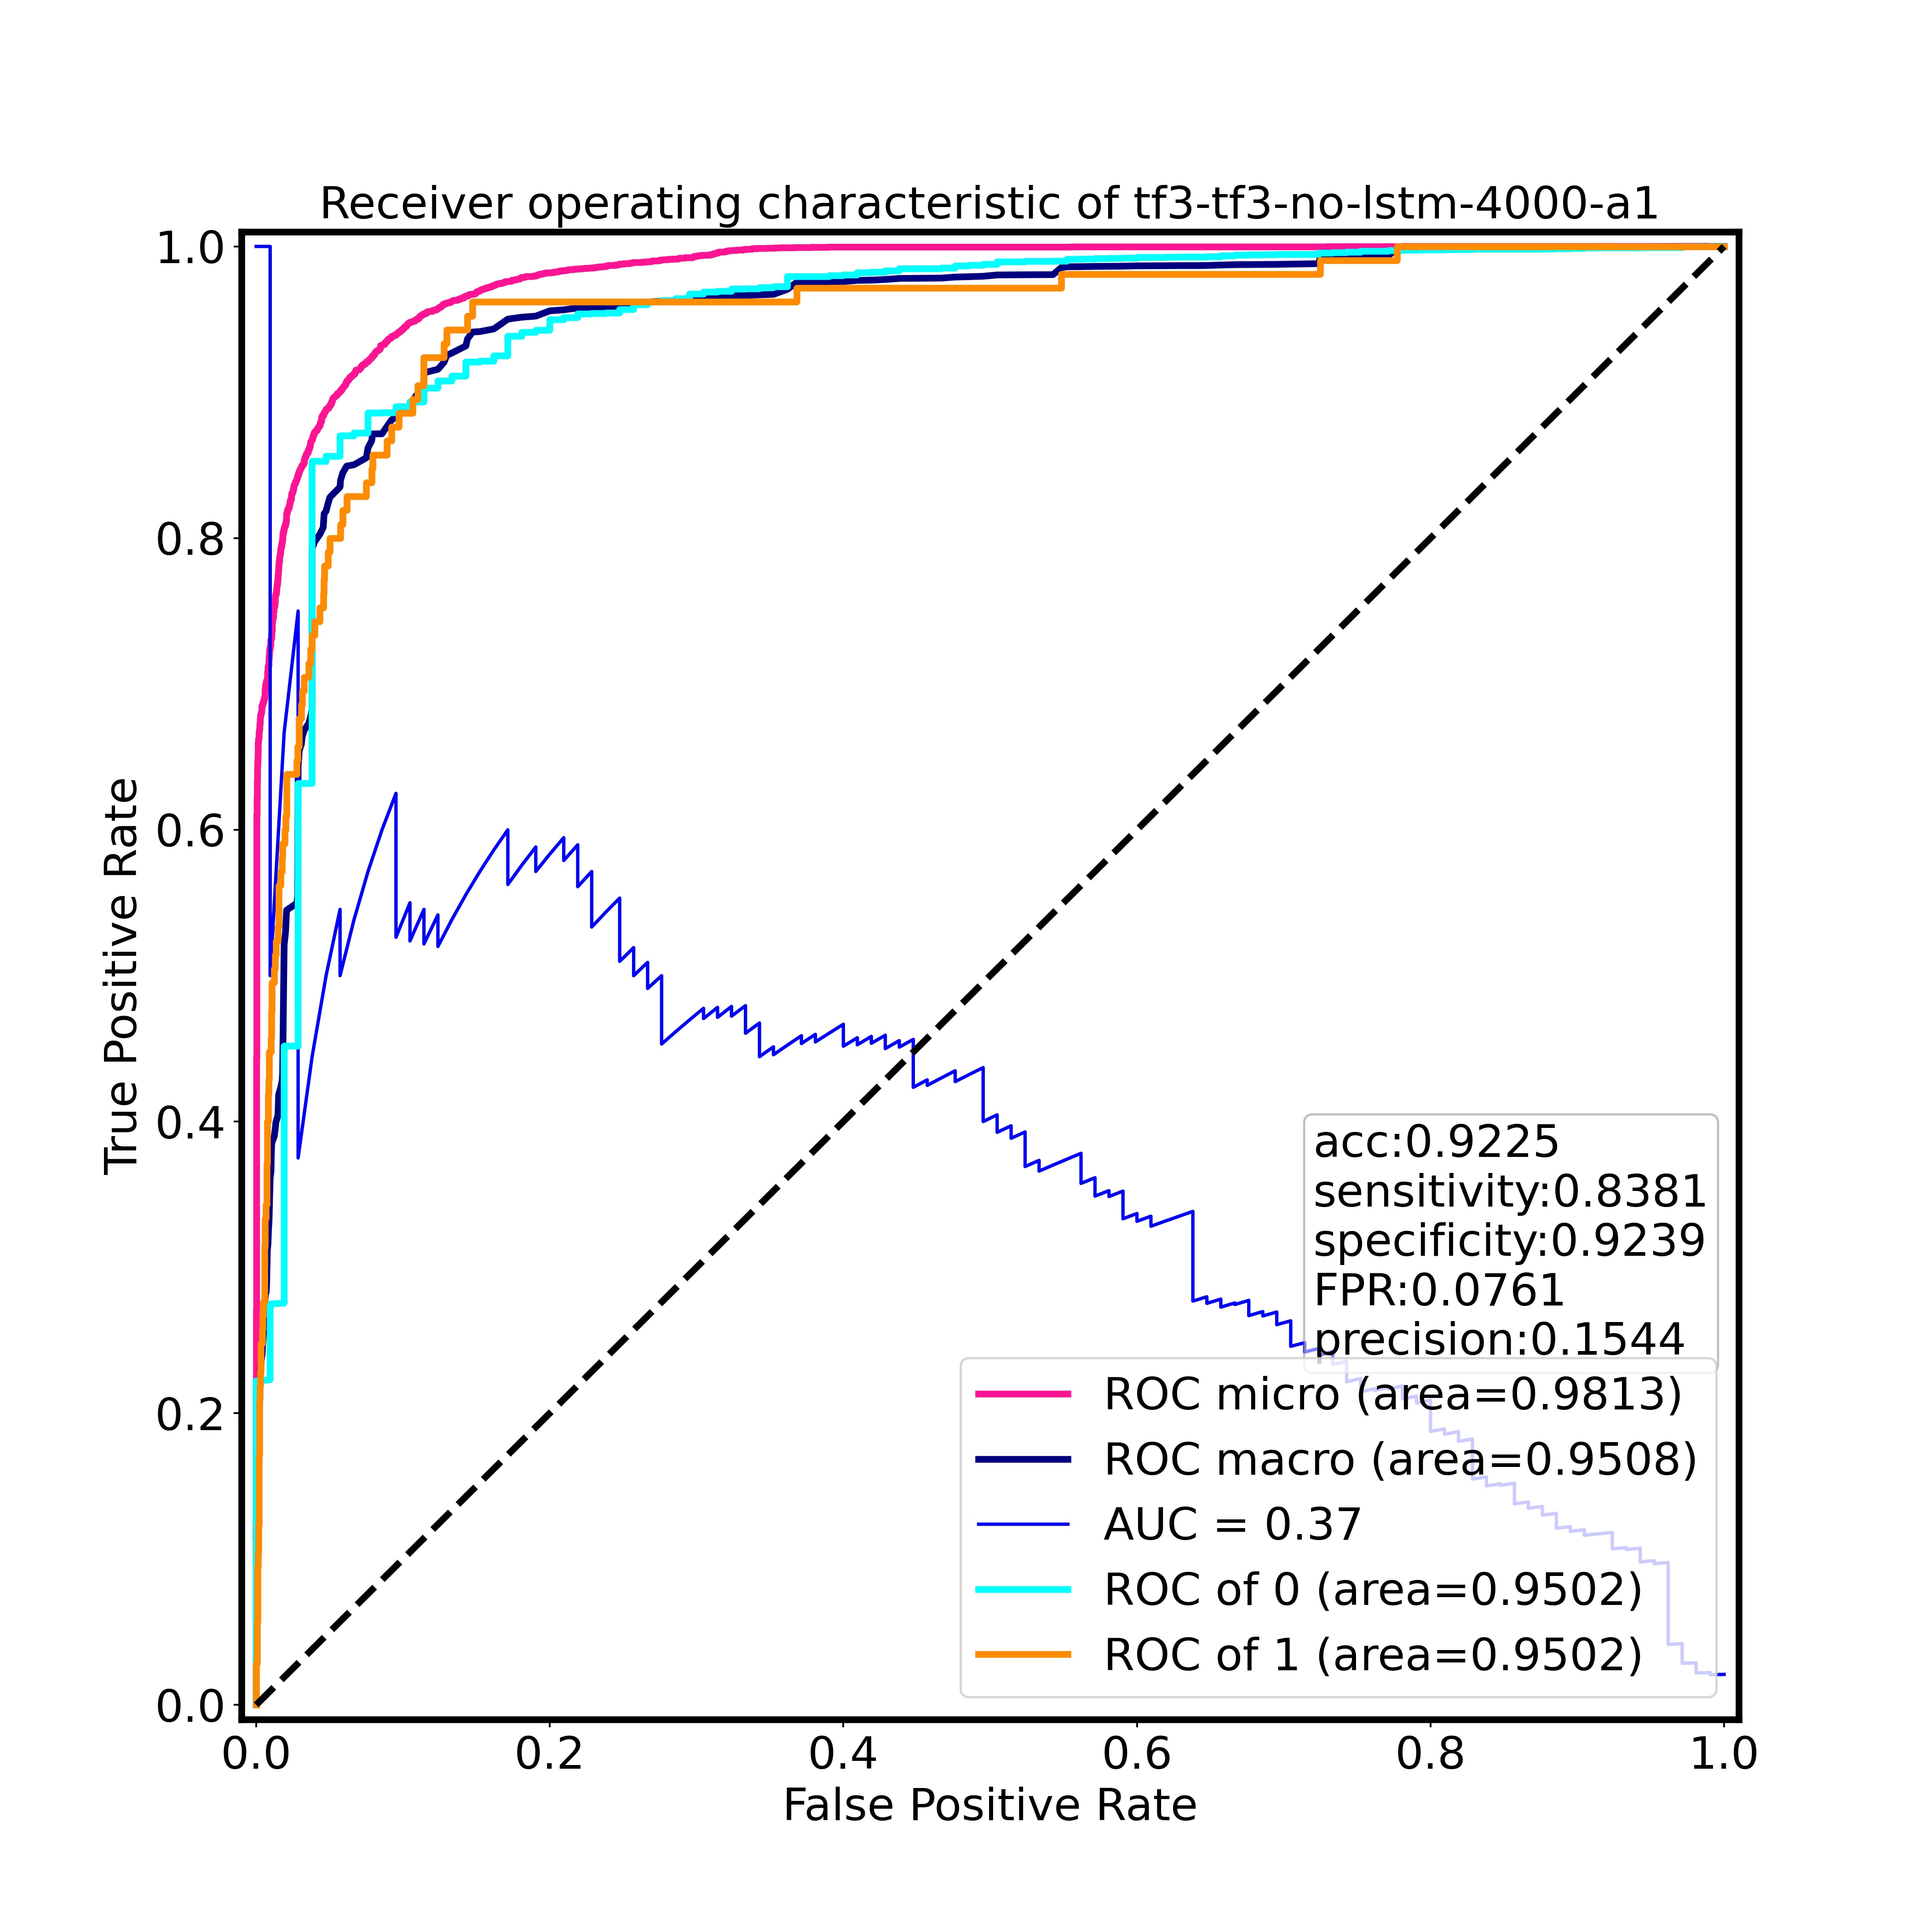 Receiver operating characteristic of tf3-tf3-no-lstm-4000-a1
1.0
0.8
0.6
0.4
0.2
0.0
True Positive Rate
acc:0.9225
sensitivity:0.8381
specificity:0.9239
FPR:0.0761
precision:0.1544
ROC micro (area=0.9813)
ROC macro (area=0.9508)
AUC = 0.37
ROC of 0 (area=0.9502)
ROC of 1 (area=0.9502)
0.0 0.2 0.4 0.6 0.8 1.0
False Positive Rate